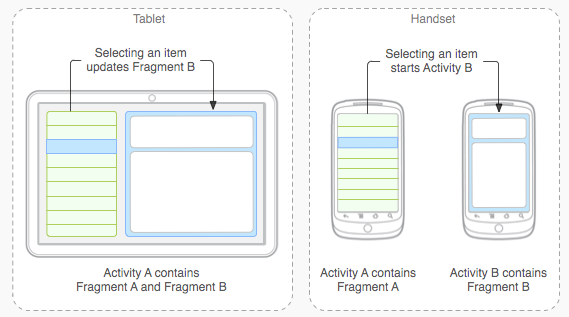 Tablet
Selecting an item
updates Fragment B
Activity A contains
Fragment A and Fragment B
Handset
Selecting an item
starts Activity B
Activity A contains
Fragment A
Activity B contains
Fragment B